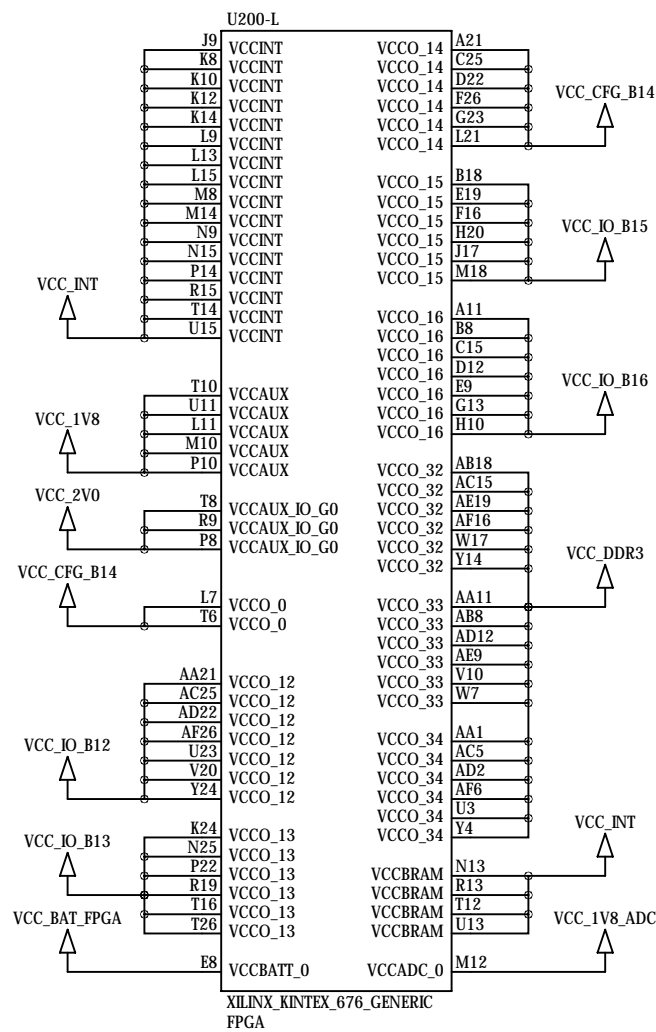 U200-L
J9 VCCINT VCCO_14 A21
K8 VCCINT VCCO_14 C25
K10 VCCINT VCCO_14 D22
K12 VCCINT VCCO_14 F26
K14 VCCINT VCCO_14 G23
L9 VCCINT VCCO_14 L21
VCC_CFG_B14
L13 VCCINT
L15 VCCINT VCCO_15 B18
M8 VCCINT VCCO_15 E19
M14 VCCINT VCCO_15 F16
N9 VCCINT VCCO_15 H20
N15 VCCINT VCCO_15 J17
P14 VCCINT VCCO_15 M18
VCC_IO_B15
R15 VCCINT
T14 VCCINT VCCO_16 A11
U15 VCCINT VCCO_16 B8
VCC_INT
VCCO_16 C15
VCCO_16 D12
T10 VCCAUX VCCO_16 E9
U11 VCCAUX VCCO_16 G13
L11 VCCAUX VCCO_16 H10
VCC_IO_B16
M10 VCCAUX
P10 VCCAUX VCCO_32 AB18
VCC_1V8
VCCO_32 AC15
T8 VCCAUX_IO_G0 VCCO_32 AE19
R9 VCCAUX_IO_G0 VCCO_32 AF16
P8 VCCAUX_IO_G0 VCCO_32 W17
VCC_2V0
VCCO_32 Y14
VCC_DDR3
VCC_CFG_B14
L7 VCCO_0 VCCO_33 AA11
T6 VCCO_0 VCCO_33 AB8
VCCO_33 AD12
VCCO_33 AE9
AA21 VCCO_12 VCCO_33 V10
AC25 VCCO_12 VCCO_33 W7
AD22 VCCO_12
AF26 VCCO_12 VCCO_34 AA1
U23 VCCO_12 VCCO_34 AC5
V20 VCCO_12 VCCO_34 AD2
Y24 VCCO_12 VCCO_34 AF6
VCC_IO_B12
VCCO_34 U3
K24 VCCO_13 VCCO_34 Y4
VCC_INT
N25 VCCO_13
P22 VCCO_13 VCCBRAM N13
R19 VCCO_13 VCCBRAM R13
T16 VCCO_13 VCCBRAM T12
T26 VCCO_13 VCCBRAM U13
VCC_IO_B13
VCC_BAT_FPGA
VCC_1V8_ADC
E8 VCCBATT_0 VCCADC_0 M12
XILINX_KINTEX_676_GENERIC
FPGA